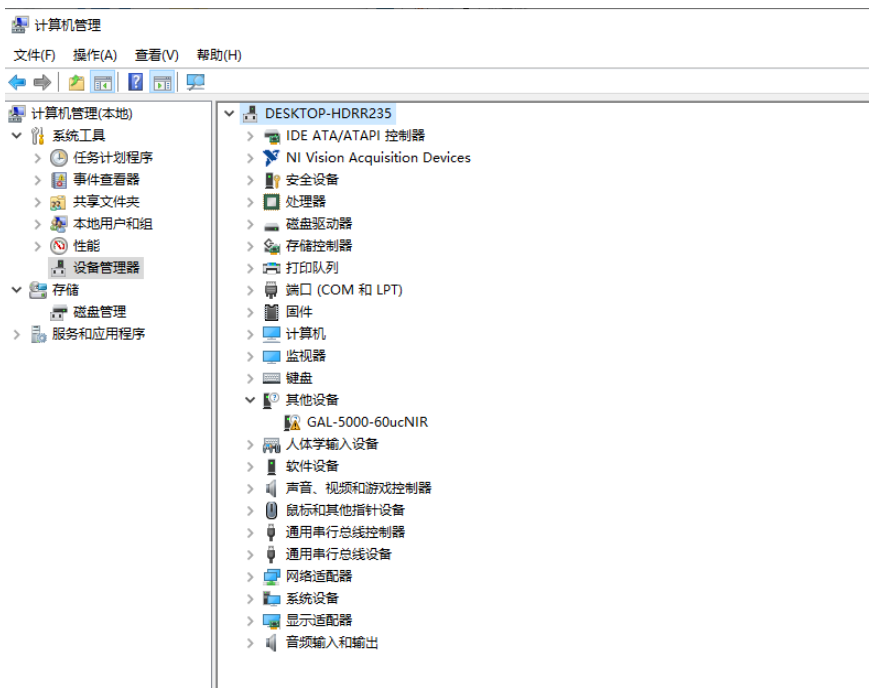 计算机管理
文件(F) 操作(A) 查看(V) 帮助(H)
计算机管理(本地)
系统工具
任务计划程序
事件查看器
共享文件夹
本地用户和组
性能
设备管理器
存储
磁盘管理
服务和应用程序
DESKTOP-HDRR235
IDE ATA/ATAPI 控制器
NI Vision Acquisition Devices
安全设备
处理器
磁盘驱动器
存储控制器
打印队列
端口 (COM 和 LPT)
固件
计算机
监视器
键盘
其他设备
GAL-5000-60ucNIR
人体学输入设备
软件设备
声音、视频和游戏控制器
鼠标和其他指针设备
通用串行总线控制器
通用串行总线设备
网络适配器
系统设备
显示适配器
音频输入和输出